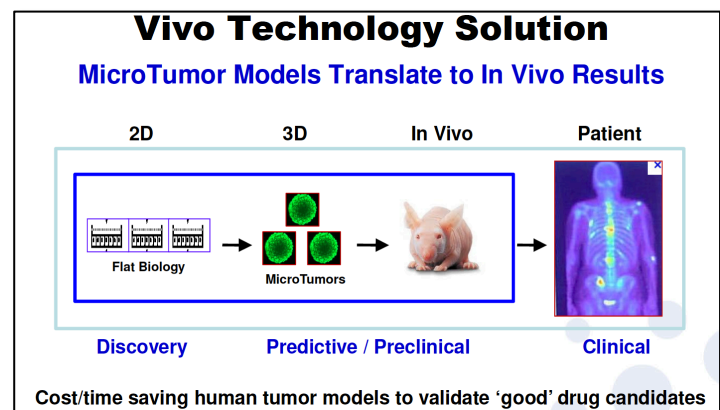 Vivo Technology Solution
MicroTumor Models Translate to In Vivo Results
2D 3D In Vivo Patient
Flat Biology
MicroTumors
Discovery Predictive / Preclinical Clinical
Cost/time saving human tumor models to validate ‘good’ drug candidates